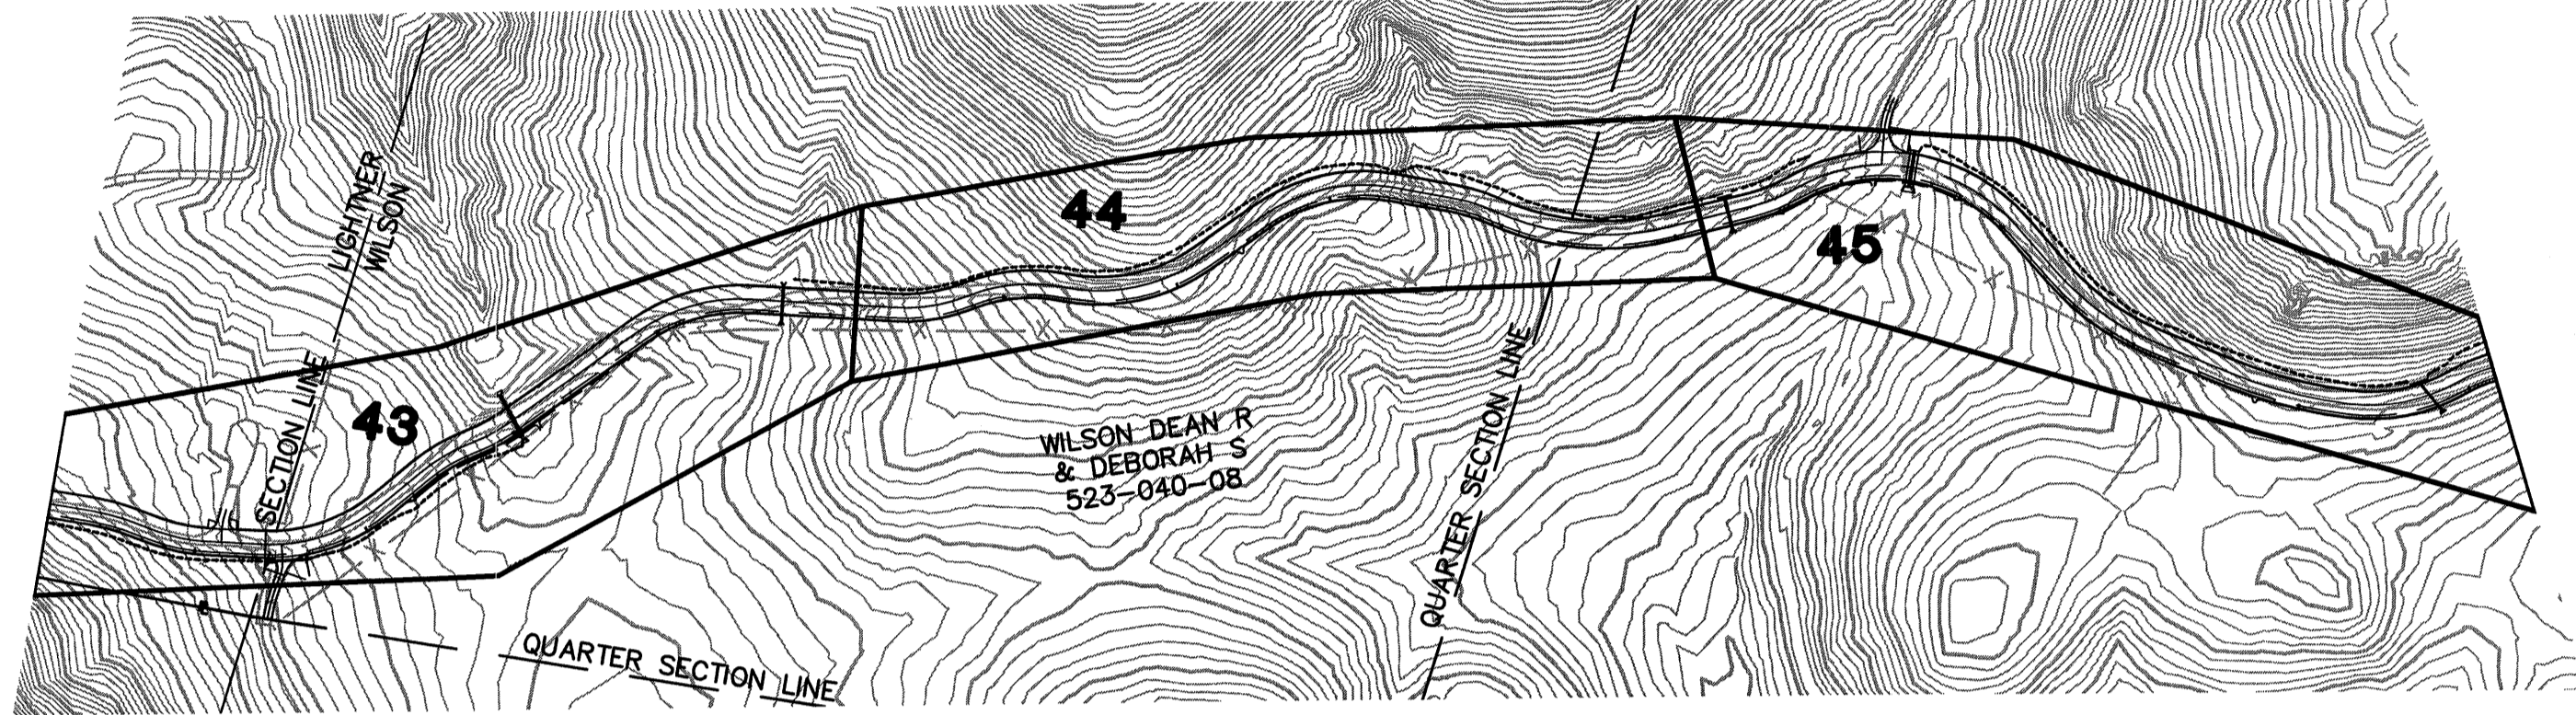 LIGHTNER
WILSON
SECTION LINE
43
44
45
WILSON DEAN R
& DEBORAH S
523-040-08
QUARTER SECTION LINE
QUARTER SECTION LINE